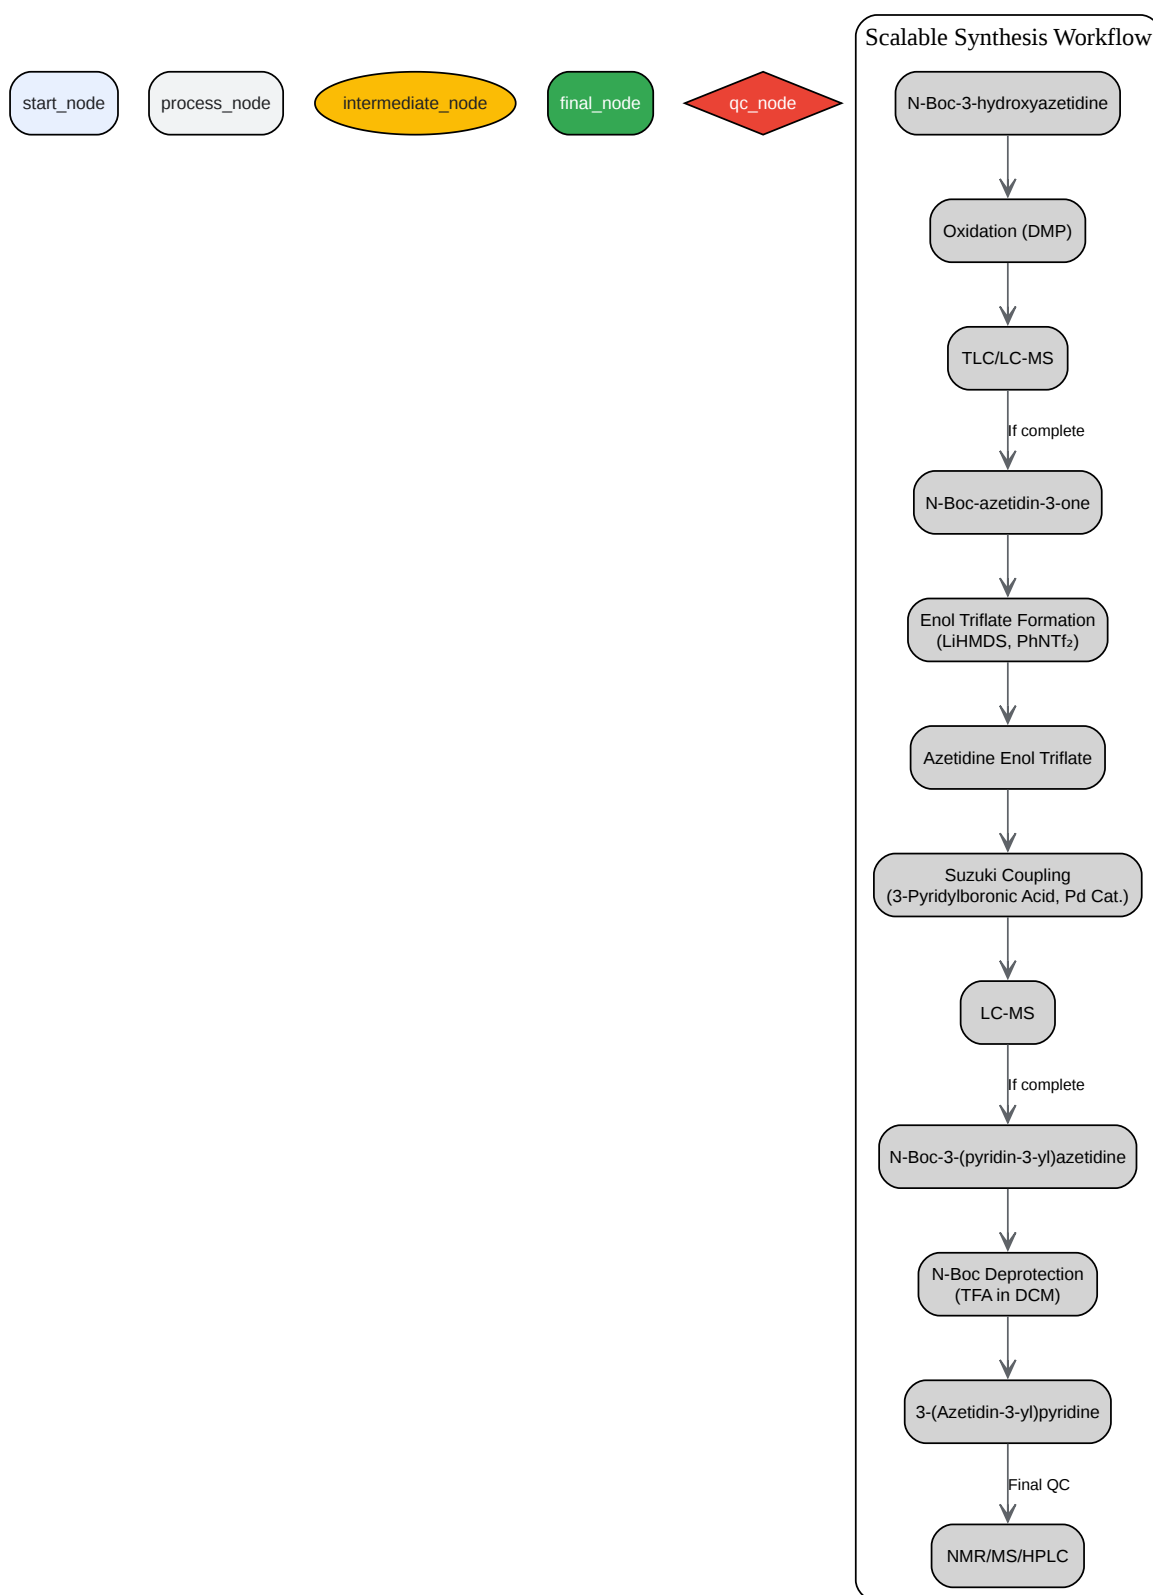 Scalable Synthesis Workflow
start_node
process_node
intermediate_node
final_node
qc_node
N-Boc-3-hydroxyazetidine
Oxidation (DMP)
TLC/LC-MS
If complete
N-Boc-azetidin-3-one
Enol Triflate Formation
(LiHMDS, PhNTf₂)
Azetidine Enol Triflate
Suzuki Coupling
(3-Pyridylboronic Acid, Pd Cat.)
LC-MS
If complete
N-Boc-3-(pyridin-3-yl)azetidine
N-Boc Deprotection
(TFA in DCM)
3-(Azetidin-3-yl)pyridine
Final QC
NMR/MS/HPLC